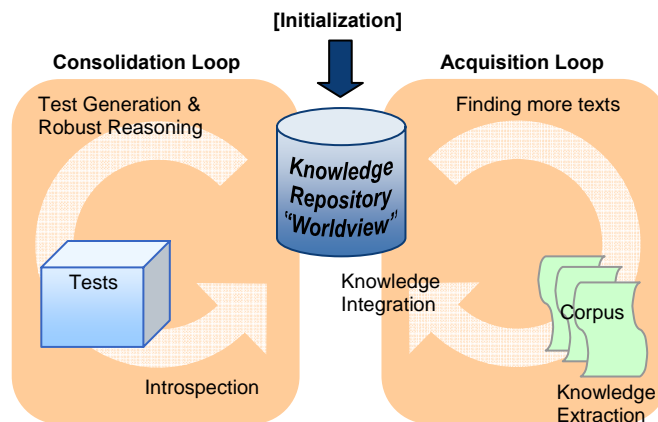 [Initialization]
Consolidation Loop
Acquisition Loop
Test Generation &
Robust Reasoning
Finding more texts
Knowledge
Repository
“Worldview”
Tests
Knowledge
Integration
Corpus
Introspection
Knowledge
Extraction